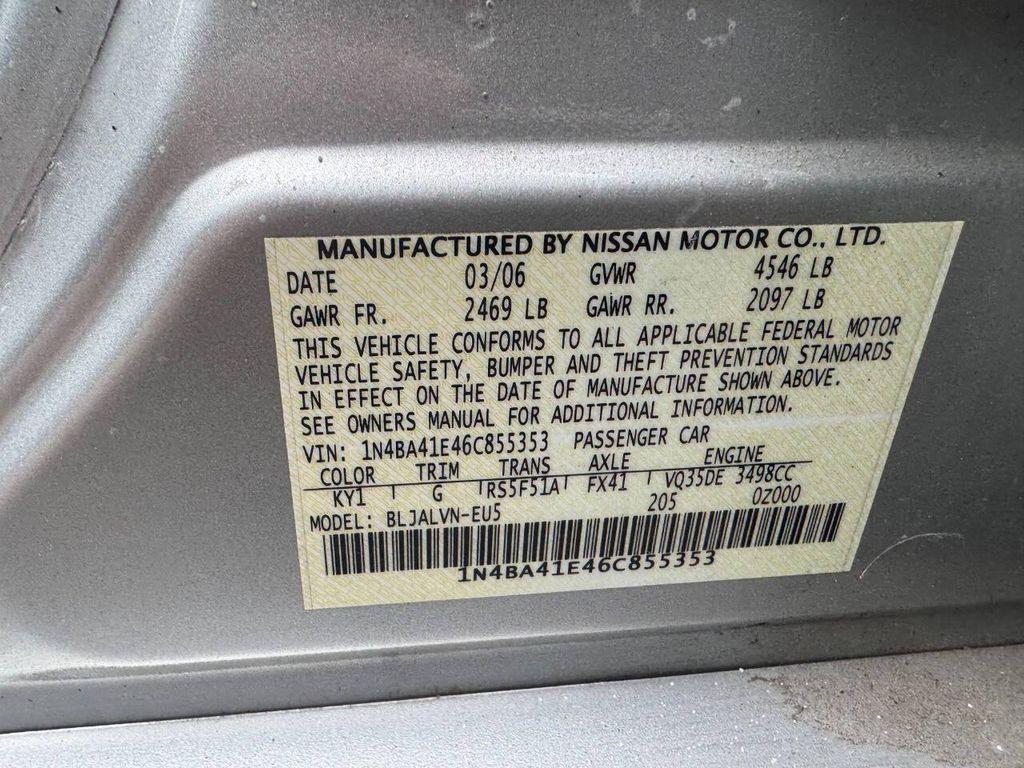 MANUFACTURED BY NISSAN MOTOR CO., LTD.
DATE 03/06 GVWR 4546 LB
GAWR FR. 2469 LB GAWR RR. 2097 LB
THIS VEHICLE CONFORMS TO ALL APPLICABLE FEDERAL MOTOR
VEHICLE SAFETY, BUMPER AND THEFT PREVENTION STANDARDS
IN EFFECT ON THE DATE OF MANUFACTURE SHOWN ABOVE.
SEE OWNERS MANUAL FOR ADDITIONAL INFORMATION.
VIN: 1N4BA41E46C855353 PASSENGER CAR
COLOR TRIM TRANS AXLE ENGINE
KY1 G RS5F51A FX41 VQ35DE 3498CC
MODEL: BLJALVN-EU5 205 0Z000
1N4BA41E46C855353